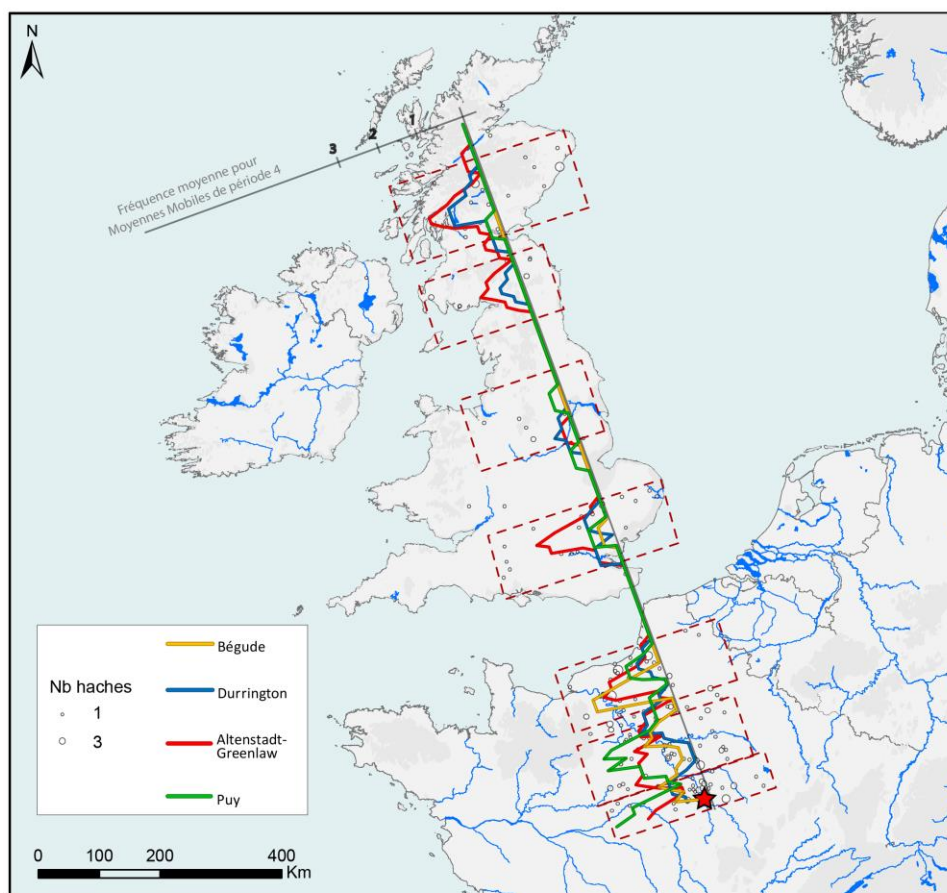 N
1
2
3
Fréquence moyenne pour
Moyennes Mobiles de période 4
Nb haches
1
3
Bégude
Durrington
Altenstadt-
Greenlaw
Puy
0 100 200 400
Km